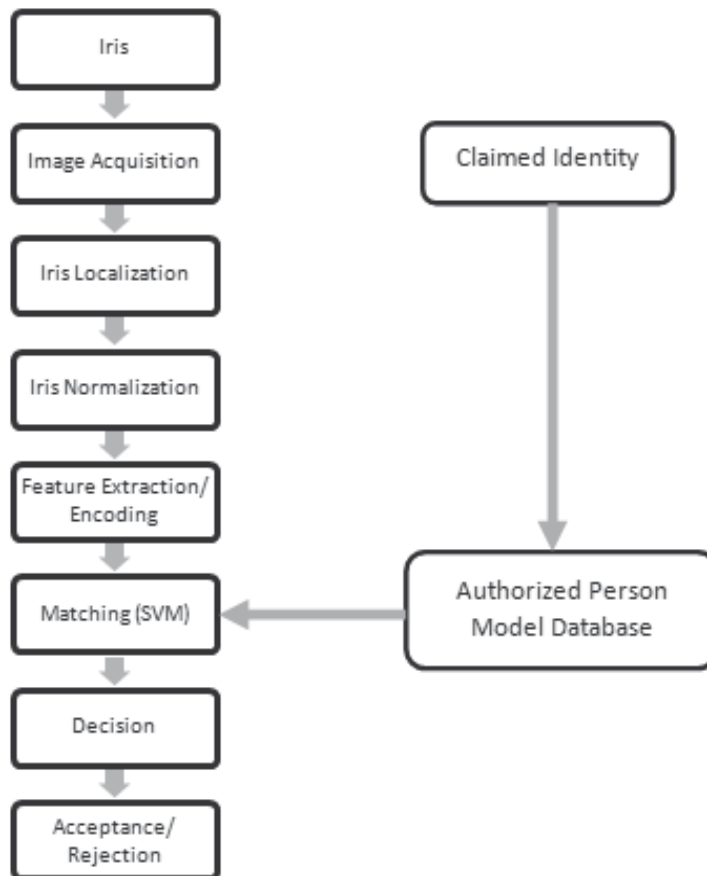 Iris
Image Acquisition
Iris Localization
Iris Normalization
Feature Extraction/
Encoding
Matching (SVM)
Decision
Acceptance/
Rejection
Claimed Identity
Authorized Person
Model Database